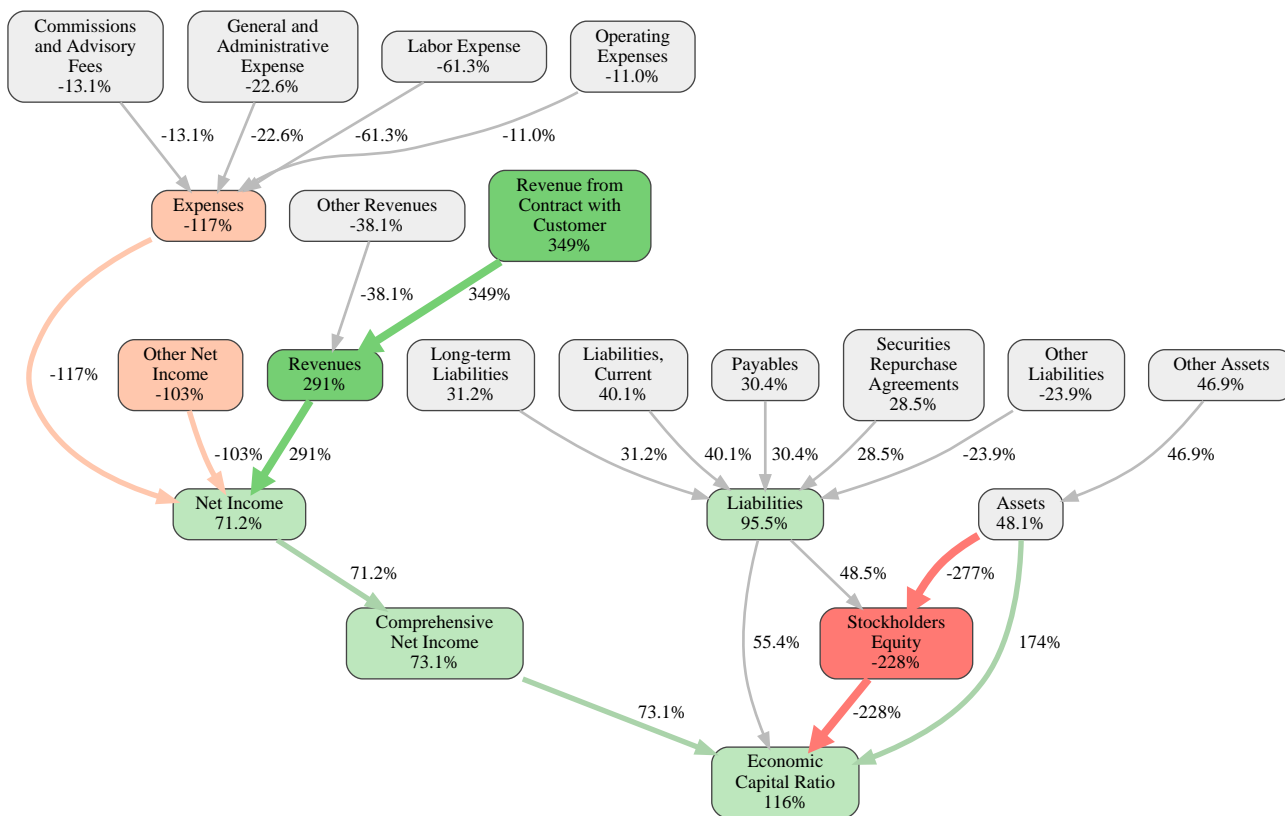 Commissions
and Advisory
Fees
-13.1%
General and
Administrative
Expense
-22.6%
Labor Expense
-61.3%
Operating
Expenses
-11.0%
-13.1%
-22.6%
-61.3%
-11.0%
Expenses
-117%
Other Revenues
-38.1%
Revenue from
Contract with
Customer
349%
-38.1%
349%
-117%
Other Net
Income
-103%
Revenues
291%
Long-term
Liabilities
31.2%
Liabilities,
Current
40.1%
Payables
30.4%
Securities
Repurchase
Agreements
28.5%
Other
Liabilities
-23.9%
Other Assets
46.9%
-103%
291%
31.2%
40.1%
30.4%
28.5%
-23.9%
46.9%
Net Income
71.2%
Liabilities
95.5%
Assets
48.1%
71.2%
48.5%
-277%
Comprehensive
Net Income
73.1%
55.4%
Stockholders
Equity
-228%
174%
73.1%
-228%
Economic
Capital Ratio
116%